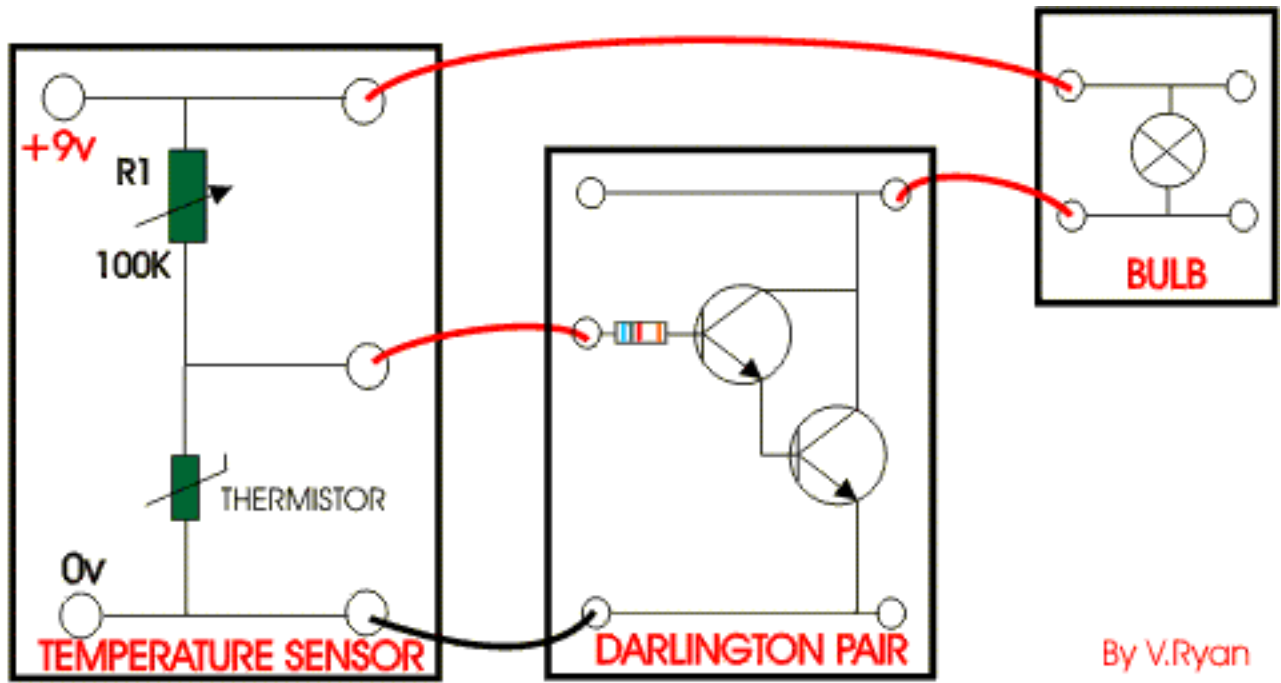 +9v
R1
100K
THERMISTOR
0v
TEMPERATURE SENSOR
DARLINGTON PAIR
BULB
By V.Ryan